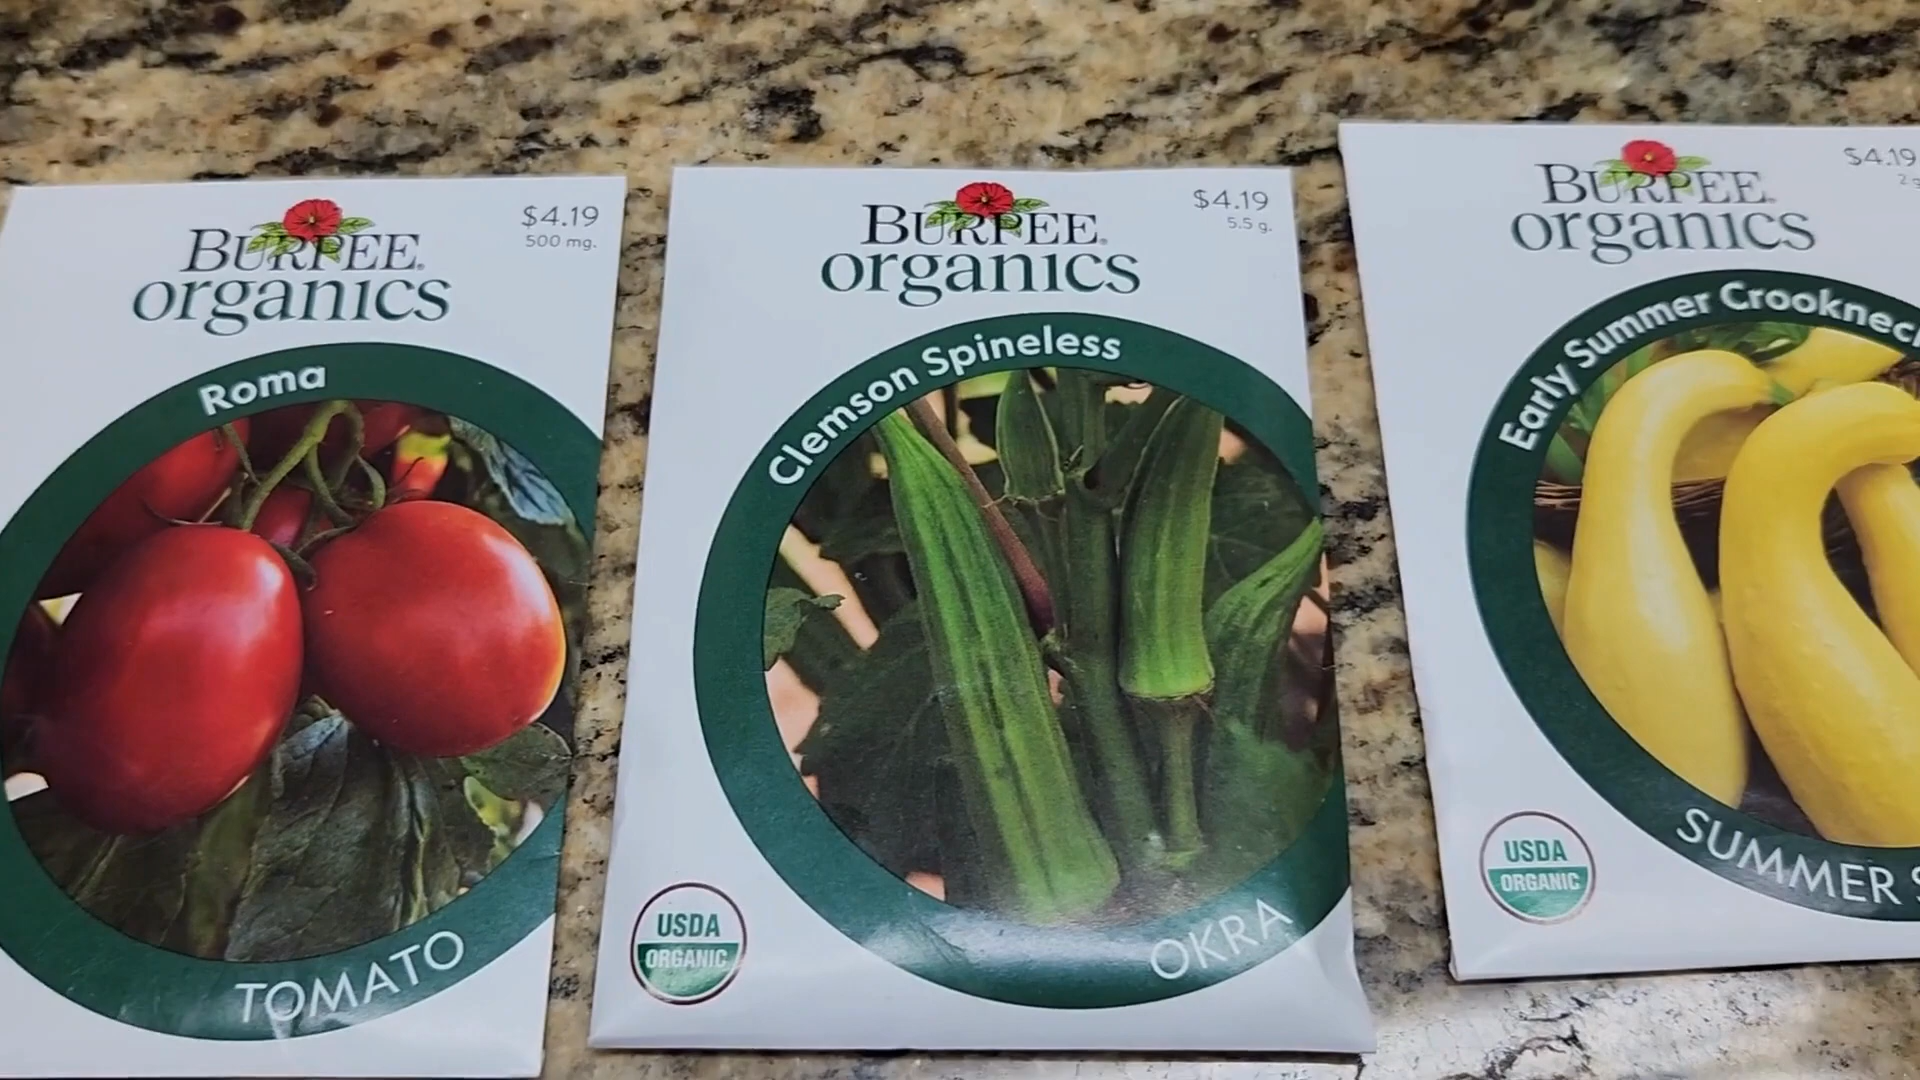 $4.19
500 mg.
BURPEE
organics
Roma
TOMATO
$4.19
5.5 g.
BURPEE
organics
Clemson Spineless
USDA
ORGANIC
OKRA
$4.19
BURPEE
organics
Early Summer
USDA
ORGANIC
SUMMER